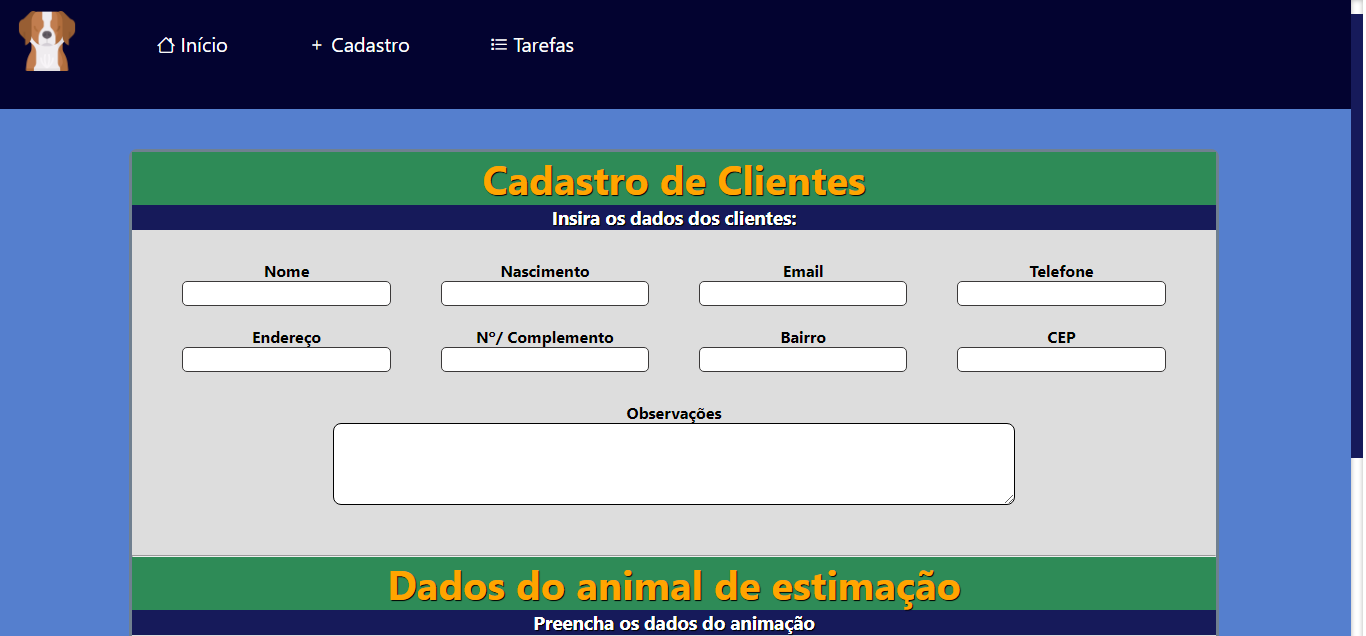 Início + Cadastro Tarefas
Cadastro de Clientes
Insira os dados dos clientes:
Nome Nascimento Email Telefone
Endereço Nº/ Complemento Bairro CEP
Observações
Dados do animal de estimação
Preencha os dados do animação